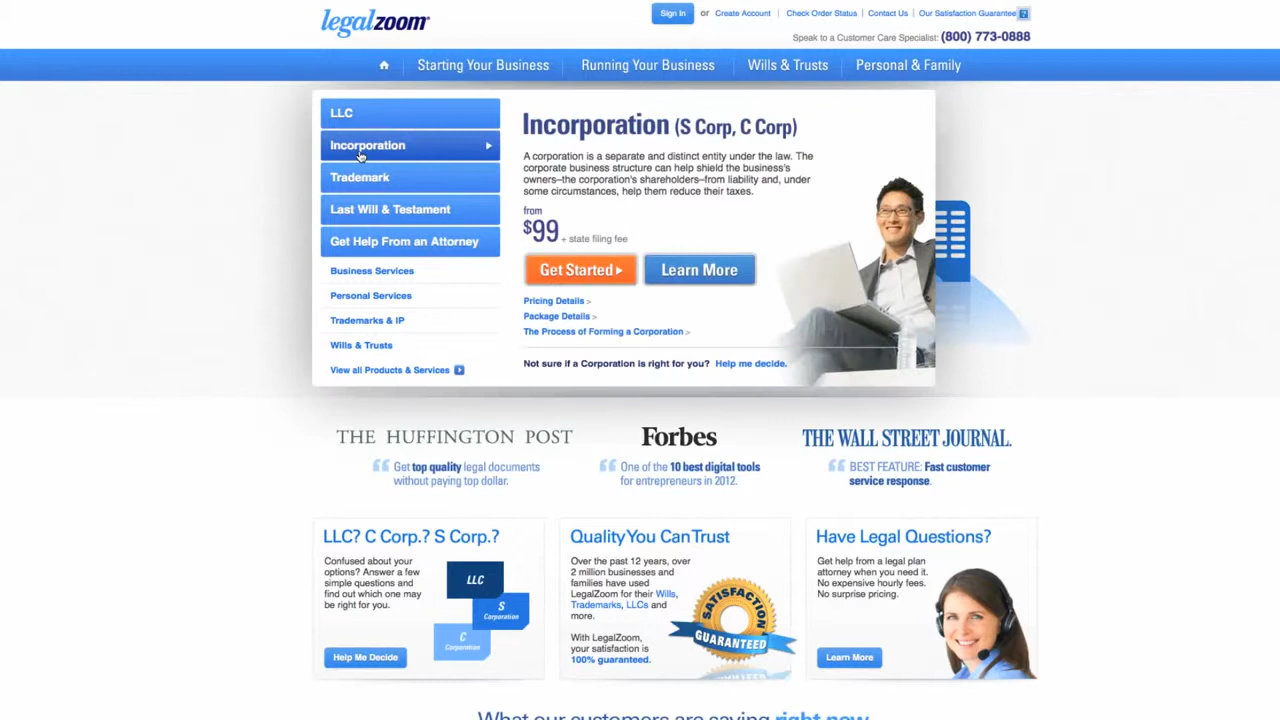 legalzoom
Sign In or Create Account | Check Order Status | Contact Us | Our Satisfaction Guarantee ?
Speak to a Customer Care Specialist: (800) 773-0888
Starting Your Business
Running Your Business
Wills & Trusts
Personal & Family
LLC
Incorporation
Trademark
Last Will & Testament
Get Help From an Attorney
Business Services
Personal Services
Trademarks & IP
Wills & Trusts
View all Products & Services
Incorporation (S Corp, C Corp)
A corporation is a separate and distinct entity under the law. The
corporate business structure can help shield the business's
owners–the corporation's shareholders–from liability and, under
some circumstances, help them reduce their taxes.
from
$99 + state filing fee
Get Started
Learn More
Pricing Details >
Package Details >
The Process of Forming a Corporation >
Not sure if a Corporation is right for you? Help me decide.
THE HUFFINGTON POST
“ Get top quality legal documents
without paying top dollar.
Forbes
“ One of the 10 best digital tools
for entrepreneurs in 2012.
THE WALL STREET JOURNAL.
“ BEST FEATURE: Fast customer
service response.
LLC? C Corp.? S Corp.?
Confused about your
options? Answer a few
simple questions and
find out which one may
be right for you.
LLC
S
Corporation
C
Corporation
Help Me Decide
Quality You Can Trust
Over the past 12 years, over
2 million businesses and
families have used
LegalZoom for their Wills,
Trademarks, LLCs and
more.
With LegalZoom,
your satisfaction is
100% guaranteed.
SATISFACTION
GUARANTEED
Have Legal Questions?
Get help from a legal plan
attorney when you need it.
No expensive hourly fees.
No surprise pricing.
Learn More
What our customers are saying right now